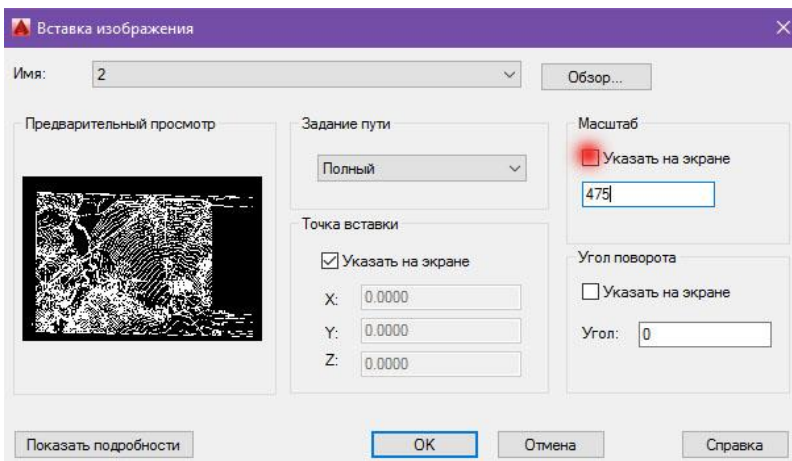 Вставка изображения
Имя:
2
Обзор...
Предварительный просмотр
Задание пути
Полный
Точка вставки
Указать на экране
X:
0.0000
Y:
0.0000
Z:
0.0000
Масштаб
Указать на экране
475
Угол поворота
Указать на экране
Угол:
0
Показать подробности
OK
Отмена
Справка